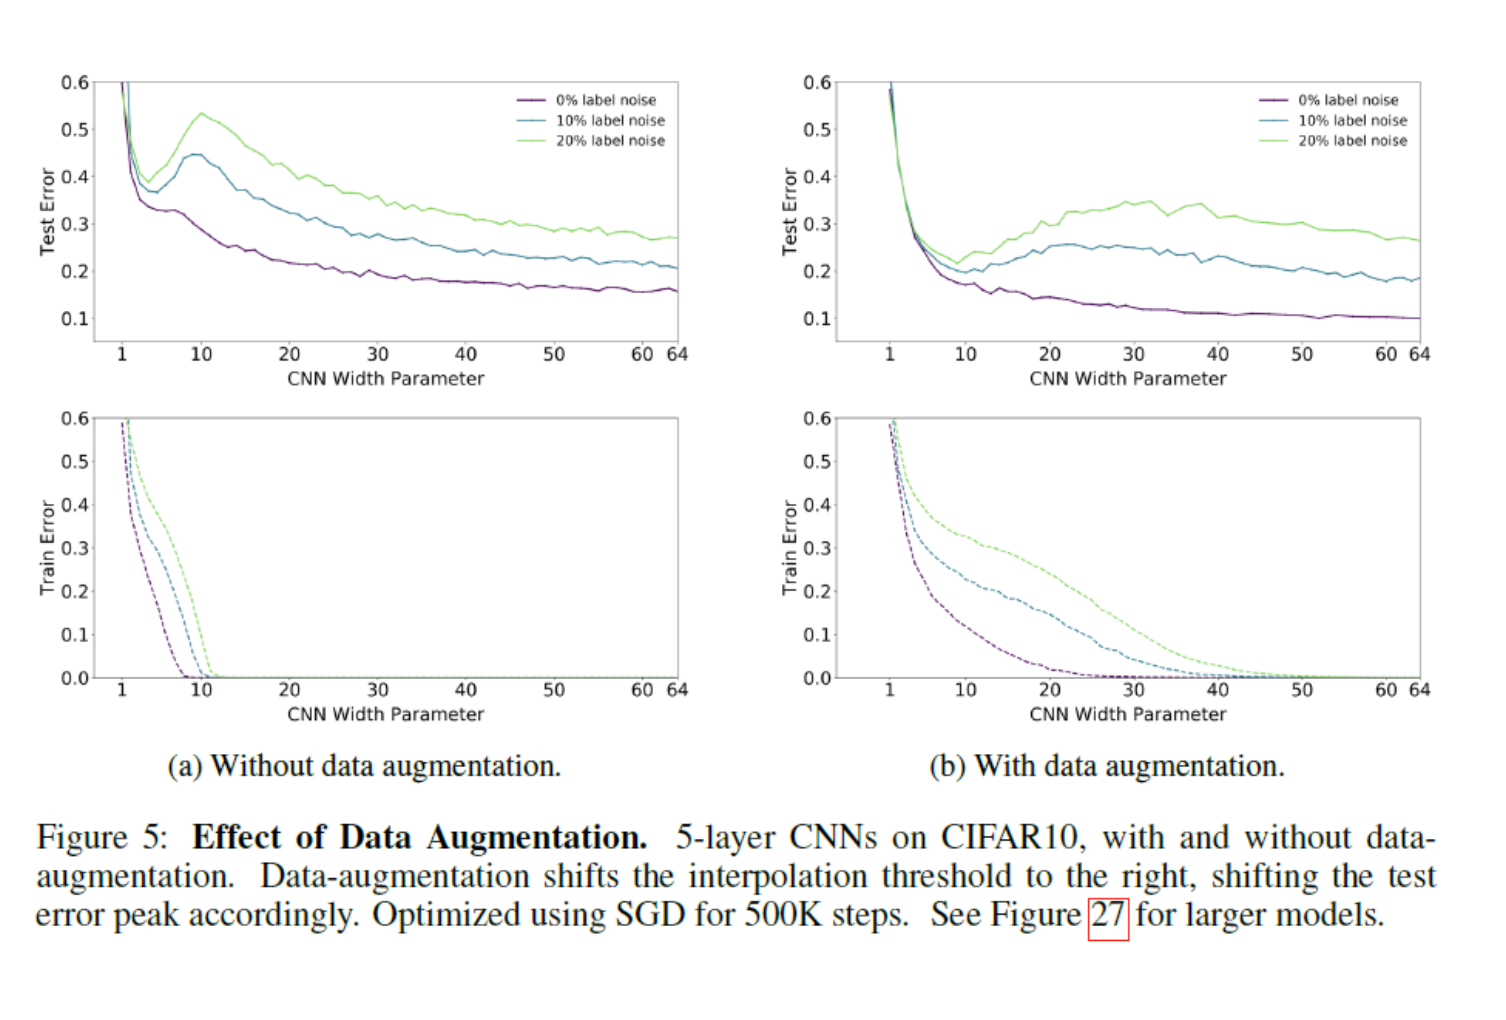 0.6
0.5
0.4
0.3
0.2
0.1
Test Error
0% label noise
10% label noise
20% label noise
1 10 20 30 40 50 60 64
CNN Width Parameter
0.6
0.5
0.4
0.3
0.2
0.1
Test Error
0% label noise
10% label noise
20% label noise
1 10 20 30 40 50 60 64
CNN Width Parameter
0.6
0.5
0.4
0.3
0.2
0.1
0.0
Train Error
1 10 20 30 40 50 60 64
CNN Width Parameter
0.6
0.5
0.4
0.3
0.2
0.1
0.0
Train Error
1 10 20 30 40 50 60 64
CNN Width Parameter
(a) Without data augmentation.
(b) With data augmentation.
Figure 5: Effect of Data Augmentation. 5-layer CNNs on CIFAR10, with and without data-
augmentation. Data-augmentation shifts the interpolation threshold to the right, shifting the test
error peak accordingly. Optimized using SGD for 500K steps. See Figure 27 for larger models.